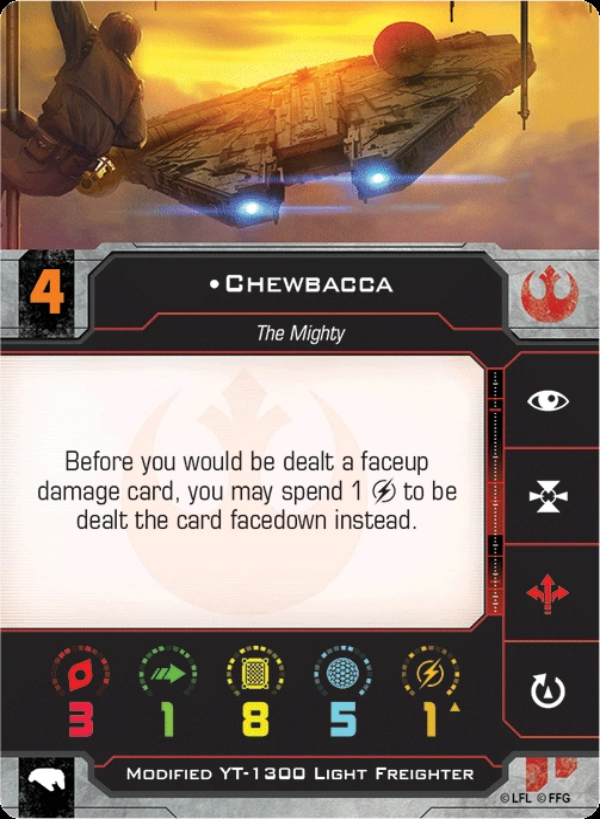 4
•Chewbacca
The Mighty
Before you would be dealt a faceup
damage card, you may spend 1 to be
dealt the card facedown instead.
3 1 8 5 1
Modified YT-1300 Light Freighter
©LFL ©FFG